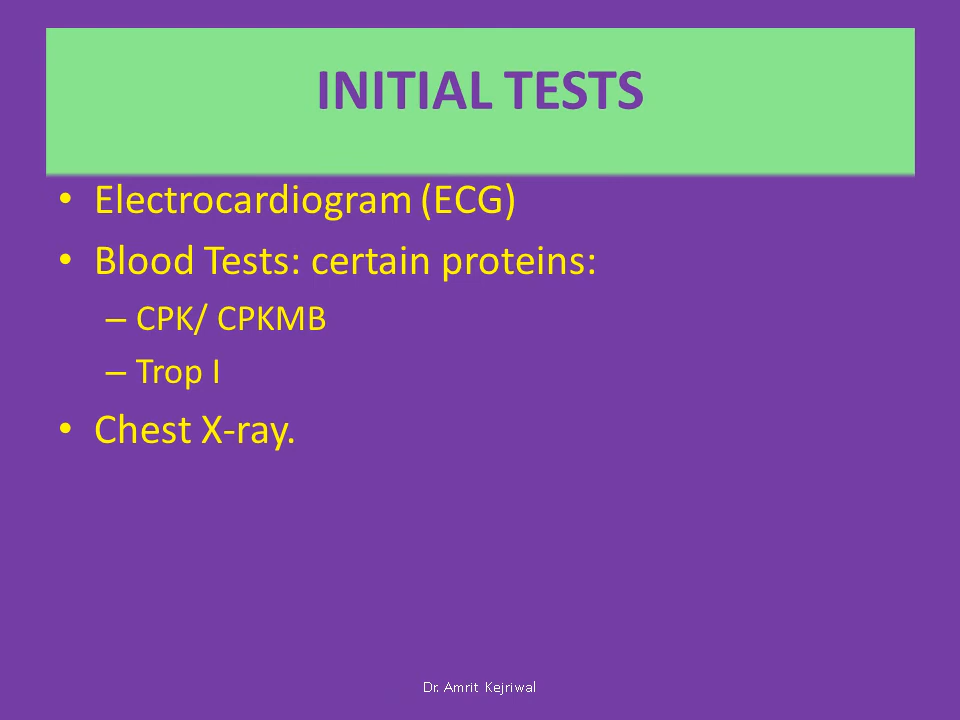 INITIAL TESTS
• Electrocardiogram (ECG)
• Blood Tests: certain proteins:
– CPK/ CPKMB
– Trop I
• Chest X-ray.
Dr. Amrit Kejriwal